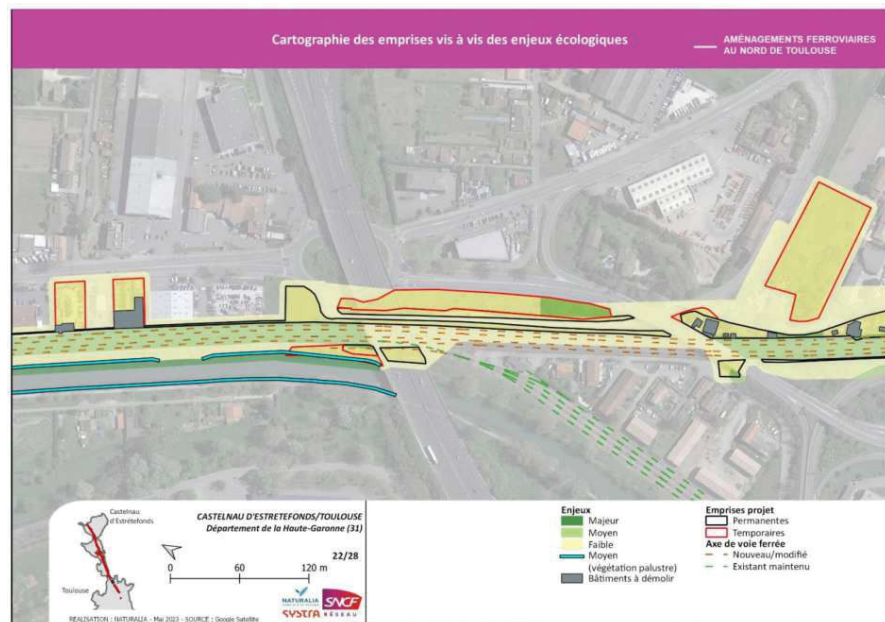 Cartographie des emprises vis à vis des enjeux écologiques
AMÉNAGEMENTS FERROVIAIRES
AU NORD DE TOULOUSE
Castelnau
d'Estrétefonds
Toulouse
CASTELNAU D'ESTRETEFONDS/TOULOUSE
Département de la Haute-Garonne (31)
22/28
0 60 120 m
NATURALIA
SYSTRA
SNCF
RÉSEAU
RÉALISATION : NATURALIA - Mai 2023 - SOURCE : Google Satellite
Enjeux
Majeur
Moyen
Faible
Moyen
(végétation palustre)
Bâtiments à démolir
Emprises projet
Permanentes
Temporaires
Axe de voie ferrée
Nouveau/modifié
Existant maintenu